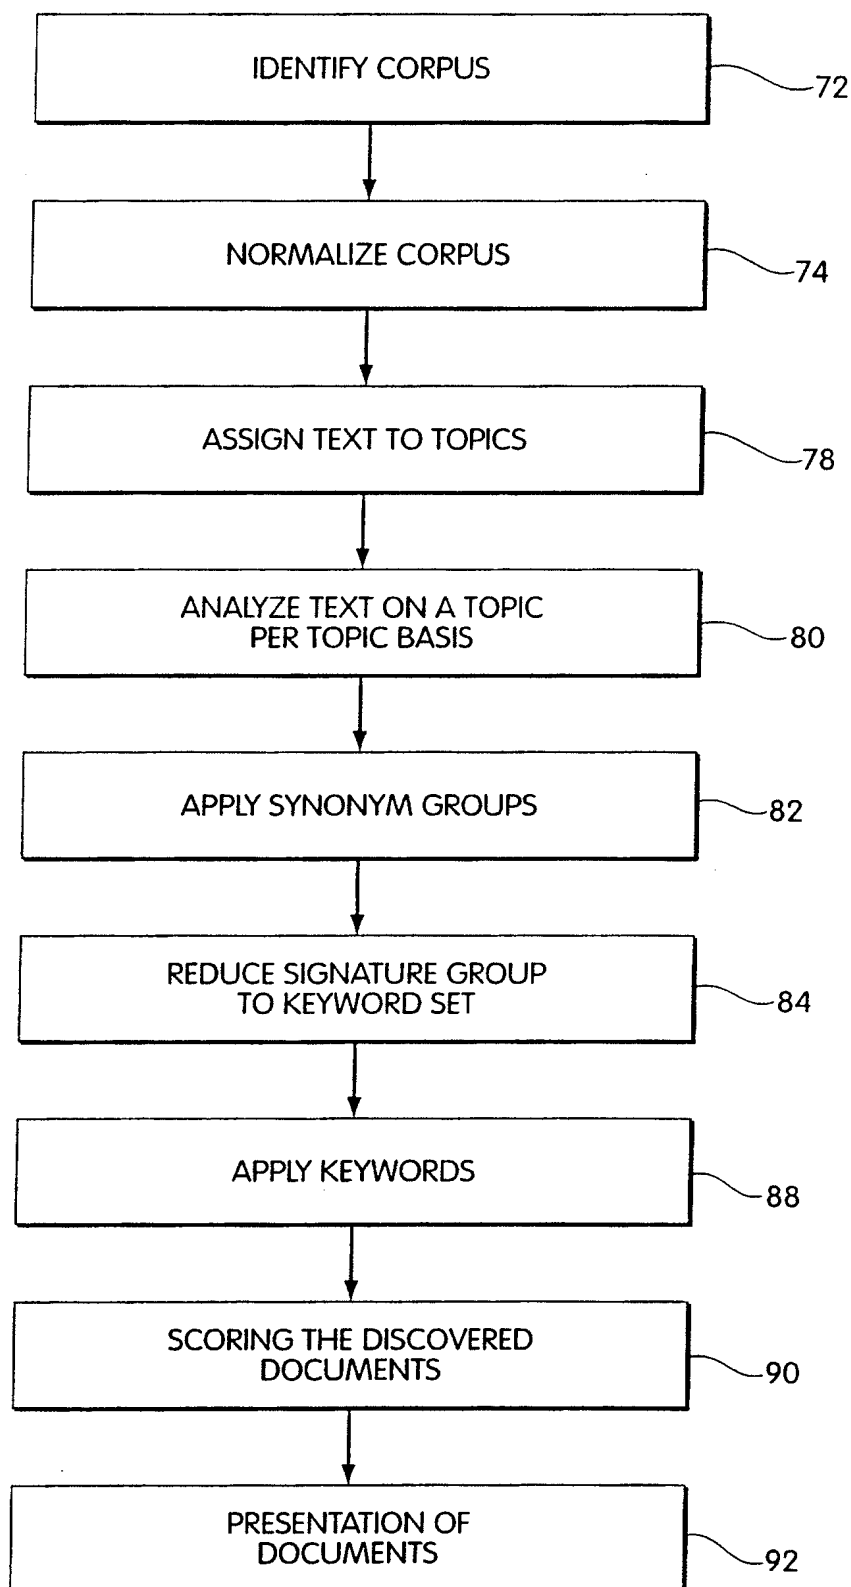 IDENTIFY CORPUS
72
NORMALIZE CORPUS
74
ASSIGN TEXT TO TOPICS
78
ANALYZE TEXT ON A TOPIC
PER TOPIC BASIS
80
APPLY SYNONYM GROUPS
82
REDUCE SIGNATURE GROUP
TO KEYWORD SET
84
APPLY KEYWORDS
88
SCORING THE DISCOVERED
DOCUMENTS
90
PRESENTATION OF
DOCUMENTS
92